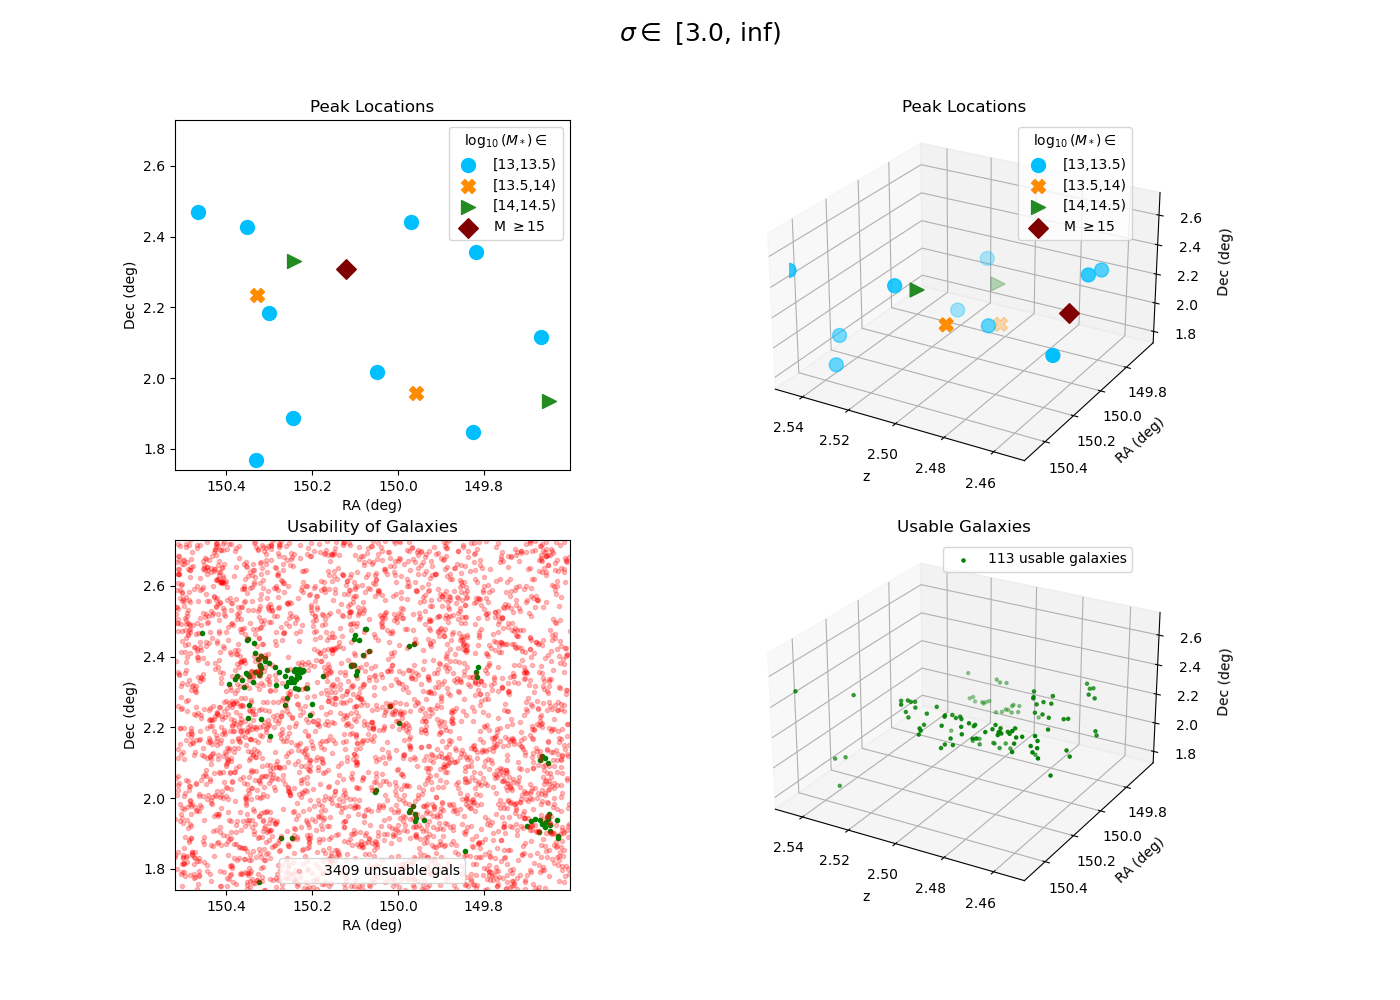 σ ∈ [3.0, inf)
Peak Locations
log₁₀(M*) ∈
[13,13.5)
[13.5,14)
[14,14.5)
M ≥15
2.6
2.4
2.2
2.0
1.8
Dec (deg)
150.4 150.2 150.0 149.8
RA (deg)
Peak Locations
log₁₀(M*) ∈
[13,13.5)
[13.5,14)
[14,14.5)
M ≥15
2.6
2.4
2.2
2.0
1.8
Dec (deg)
149.8
150.0
150.2
150.4
RA (deg)
2.54
2.52
2.50
2.48
2.46
z
Usability of Galaxies
2.6
2.4
2.2
2.0
1.8
Dec (deg)
3409 unsuable gals
150.4 150.2 150.0 149.8
RA (deg)
Usable Galaxies
113 usable galaxies
2.6
2.4
2.2
2.0
1.8
Dec (deg)
149.8
150.0
150.2
150.4
RA (deg)
2.54
2.52
2.50
2.48
2.46
z